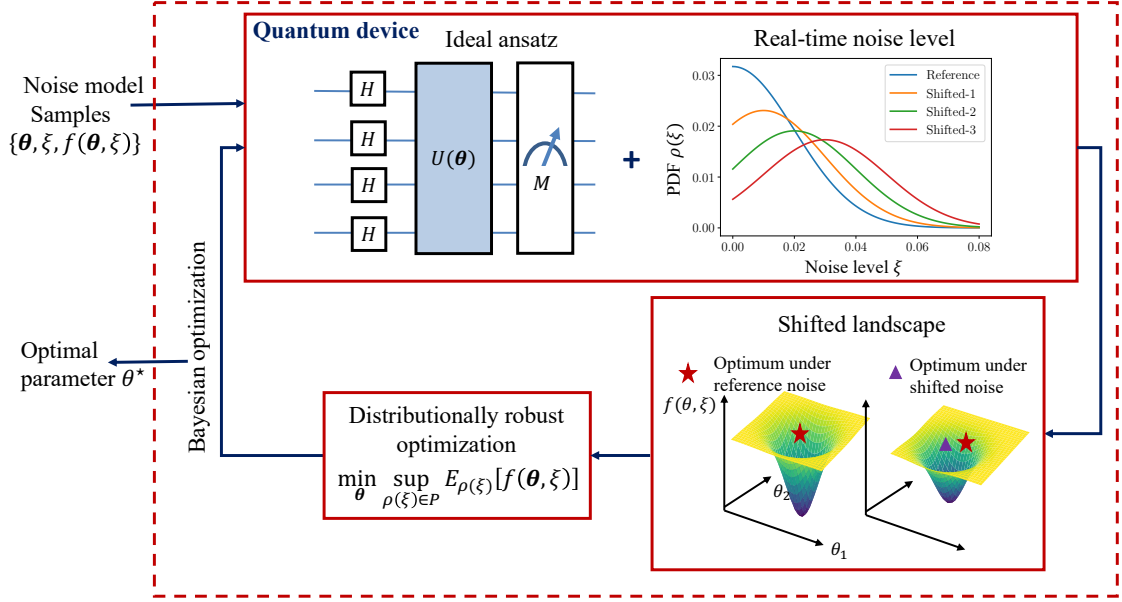 Quantum device
Ideal ansatz
Real-time noise level
Noise model
Samples
{𝜽, ξ, f(𝜽, ξ)}
H
H
H
H
U(𝜽)
M
+
PDF ρ(ξ)
0.03
0.02
0.01
0.00
Reference
Shifted-1
Shifted-2
Shifted-3
0.00 0.02 0.04 0.06 0.08
Noise level ξ
Bayesian optimization
Optimal
parameter θ⋆
Shifted landscape
Optimum under
reference noise
Optimum under
shifted noise
f(θ, ξ)
θ₂
θ₁
Distributionally robust
optimization
min sup E_ρ(ξ)[f(𝜽, ξ)]
𝜽 ρ(ξ)∈P